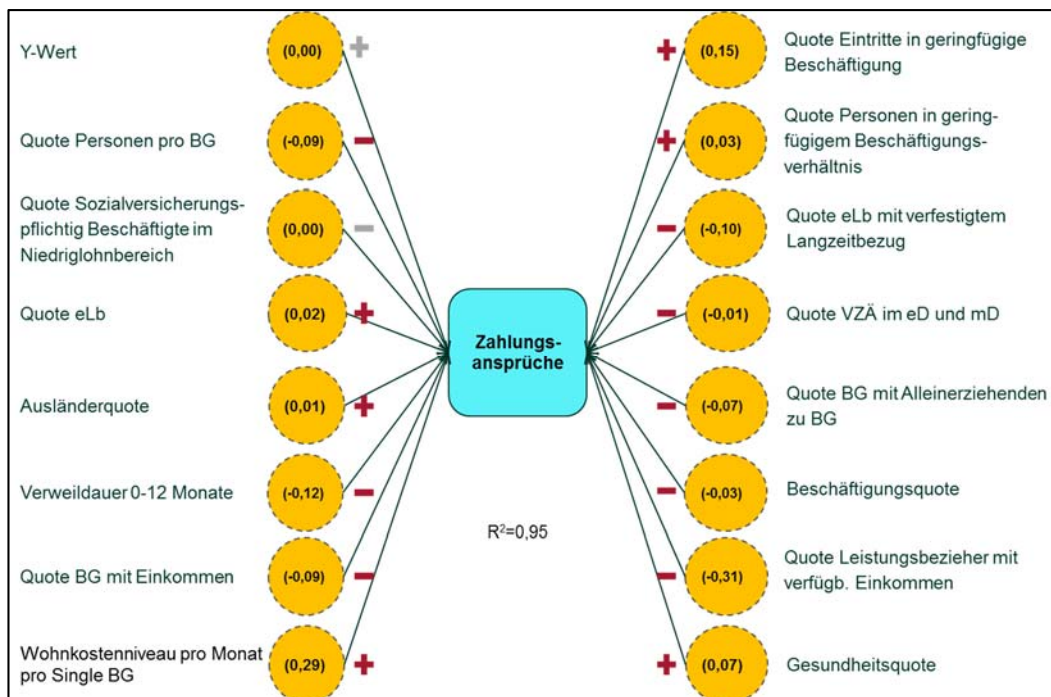 Y-Wert
(0,00)
+
Quote Personen pro BG
(-0,09)
−
Quote Sozialversicherungs-
pflichtig Beschäftigte im
Niedriglohnbereich
(0,00)
−
Quote eLb
(0,02)
+
Ausländerquote
(0,01)
+
Verweildauer 0-12 Monate
(-0,12)
−
Quote BG mit Einkommen
(-0,09)
−
Wohnkostenniveau pro Monat
pro Single BG
(0,29)
+
Zahlungs-
ansprüche
R²=0,95
+
(0,15)
Quote Eintritte in geringfügige
Beschäftigung
+
(0,03)
Quote Personen in gering-
fügigem Beschäftigungs-
verhältnis
−
(-0,10)
Quote eLb mit verfestigtem
Langzeitbezug
−
(-0,01)
Quote VZÄ im eD und mD
−
(-0,07)
Quote BG mit Alleinerziehenden
zu BG
−
(-0,03)
Beschäftigungsquote
−
(-0,31)
Quote Leistungsbezieher mit
verfügb. Einkommen
+
(0,07)
Gesundheitsquote